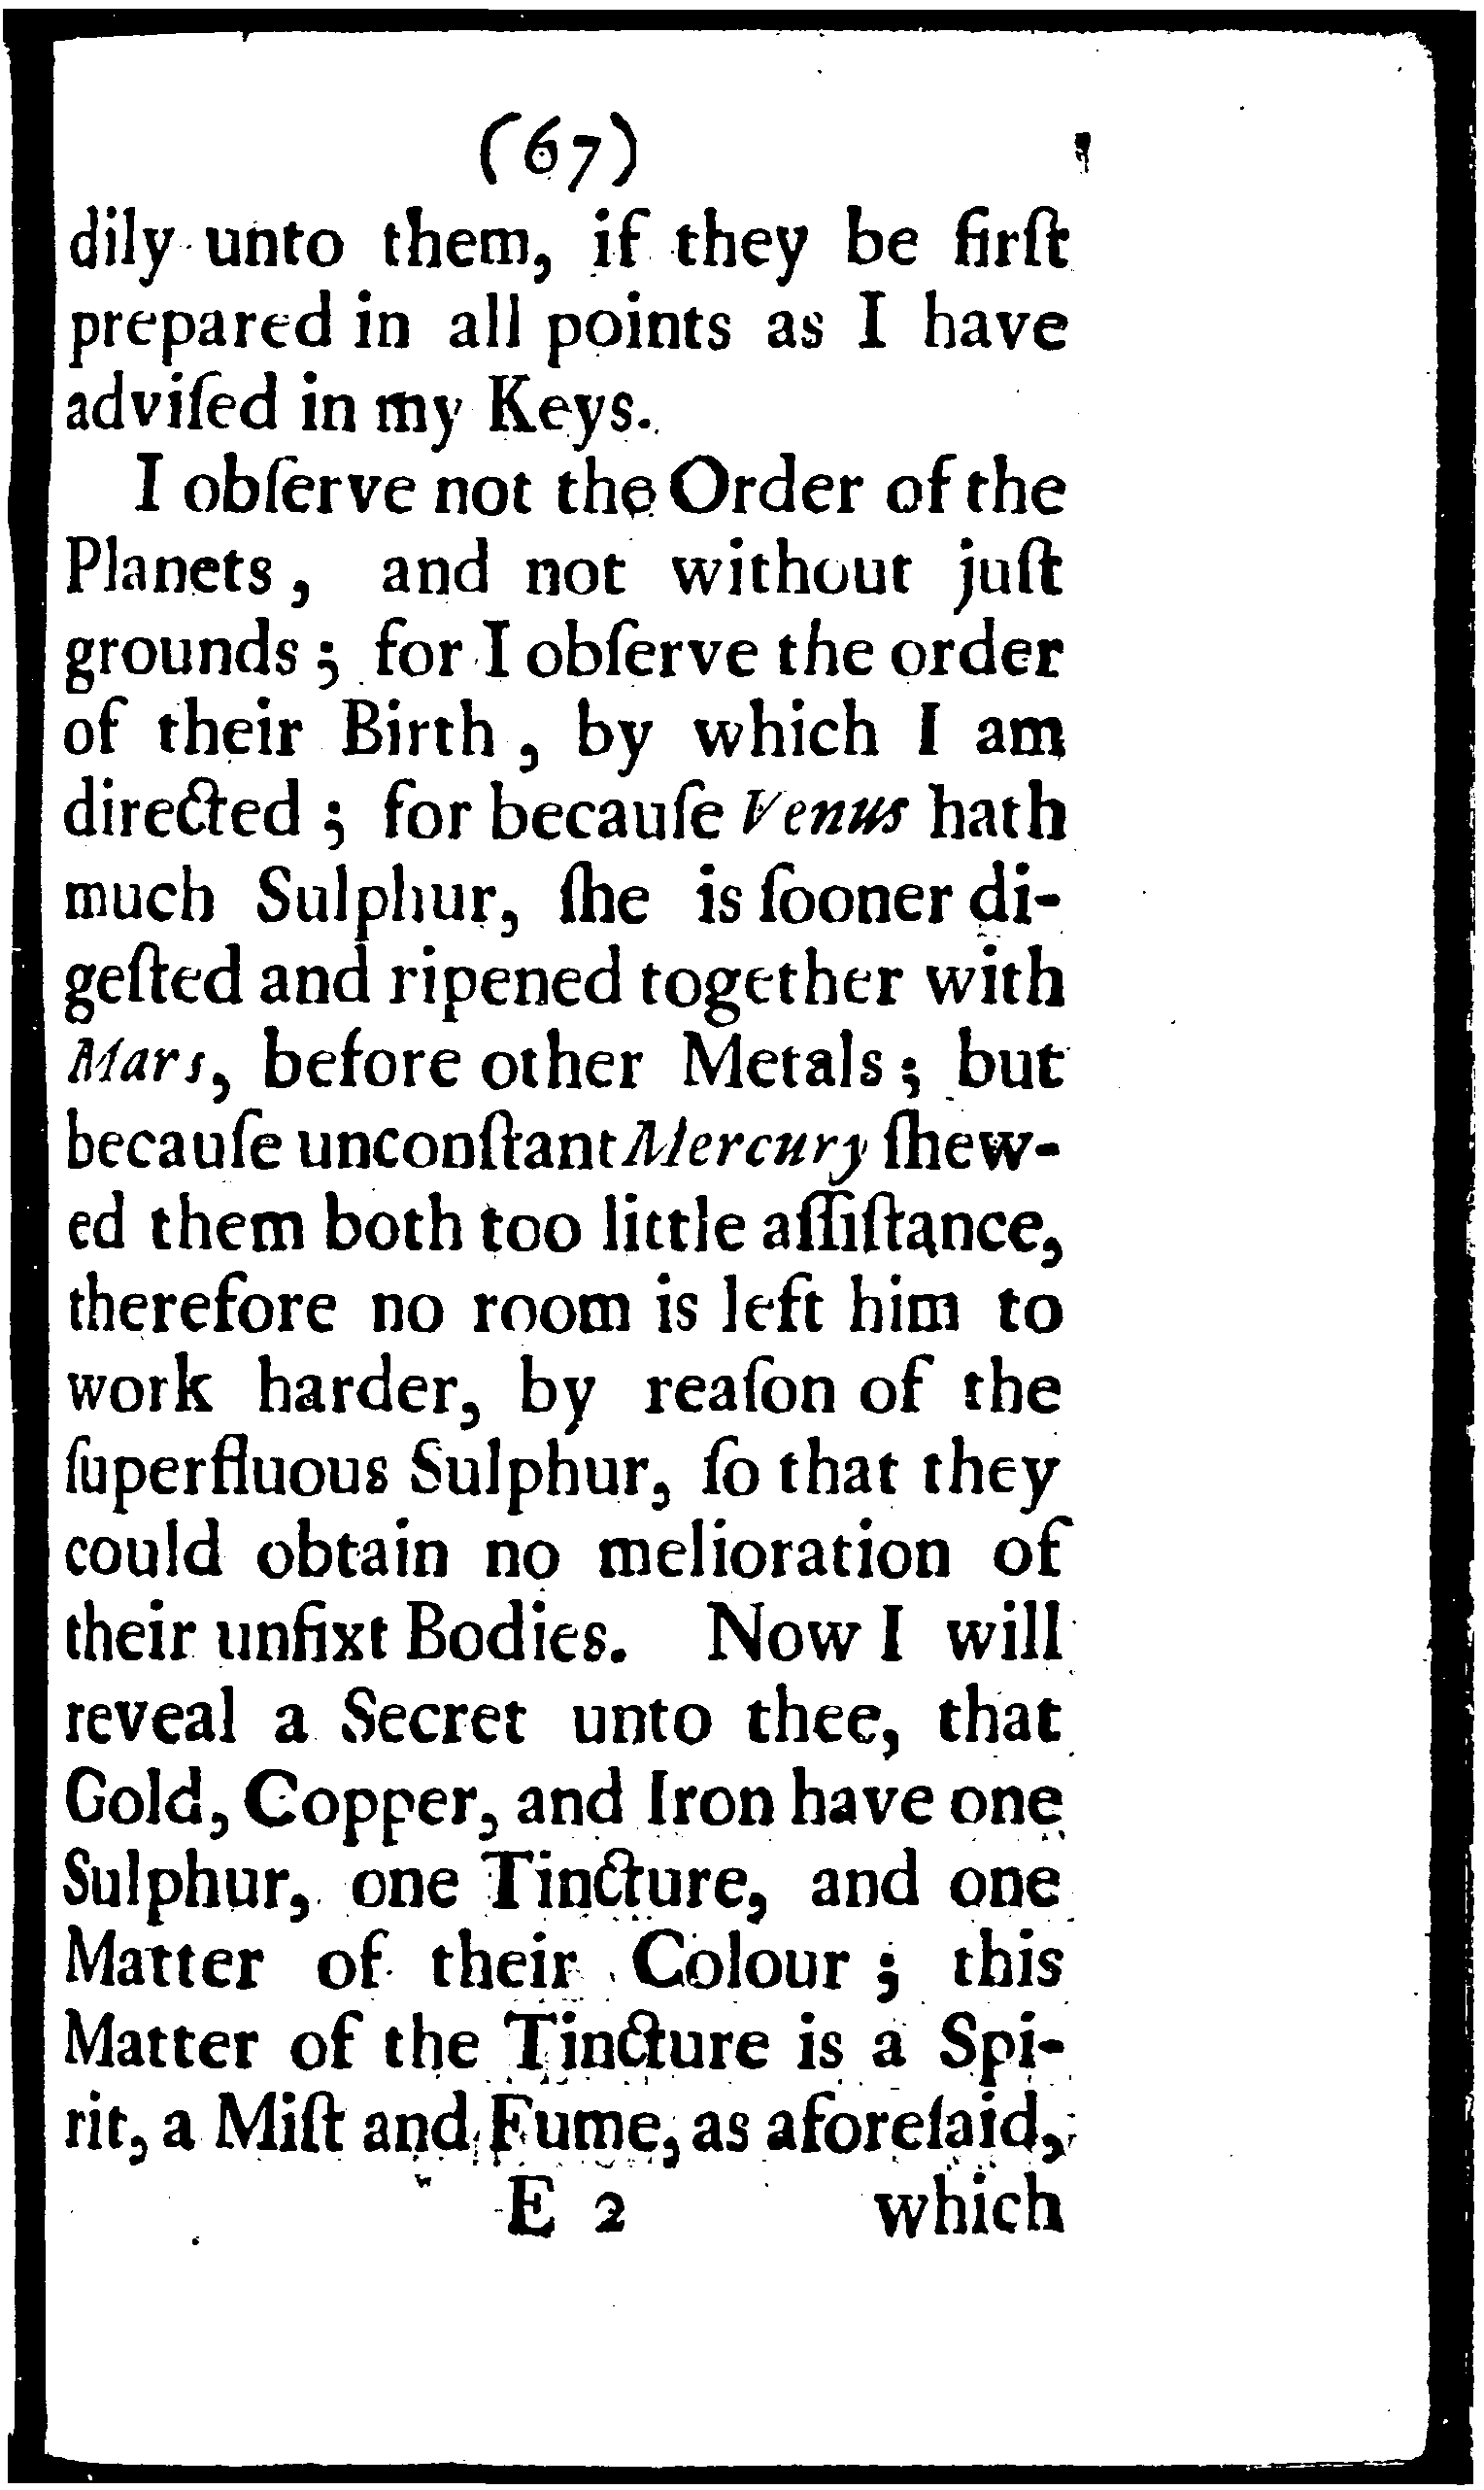 (67)
dily unto them, if they be firſt
prepared in all points as I have
adviſed in my Keys.
I obſerve not the Order of the
Planets, and not without juſt
grounds; for I obſerve the order
of their Birth, by which I am
directed; for becauſe Venus hath
much Sulphur, ſhe is ſooner di-
geſted and ripened together with
Mars, before other Metals; but
becauſe unconſtant Mercury ſhew-
ed them both too little aſſiſtance,
therefore no room is left him to
work harder, by reaſon of the
ſuperfluous Sulphur, ſo that they
could obtain no melioration of
their unfixt Bodies. Now I will
reveal a Secret unto thee, that
Gold, Copper, and Iron have one
Sulphur, one Tincture, and one
Matter of their Colour; this
Matter of the Tincture is a Spi-
rit, a Miſt and Fume, as aforeſaid,
E 2 which